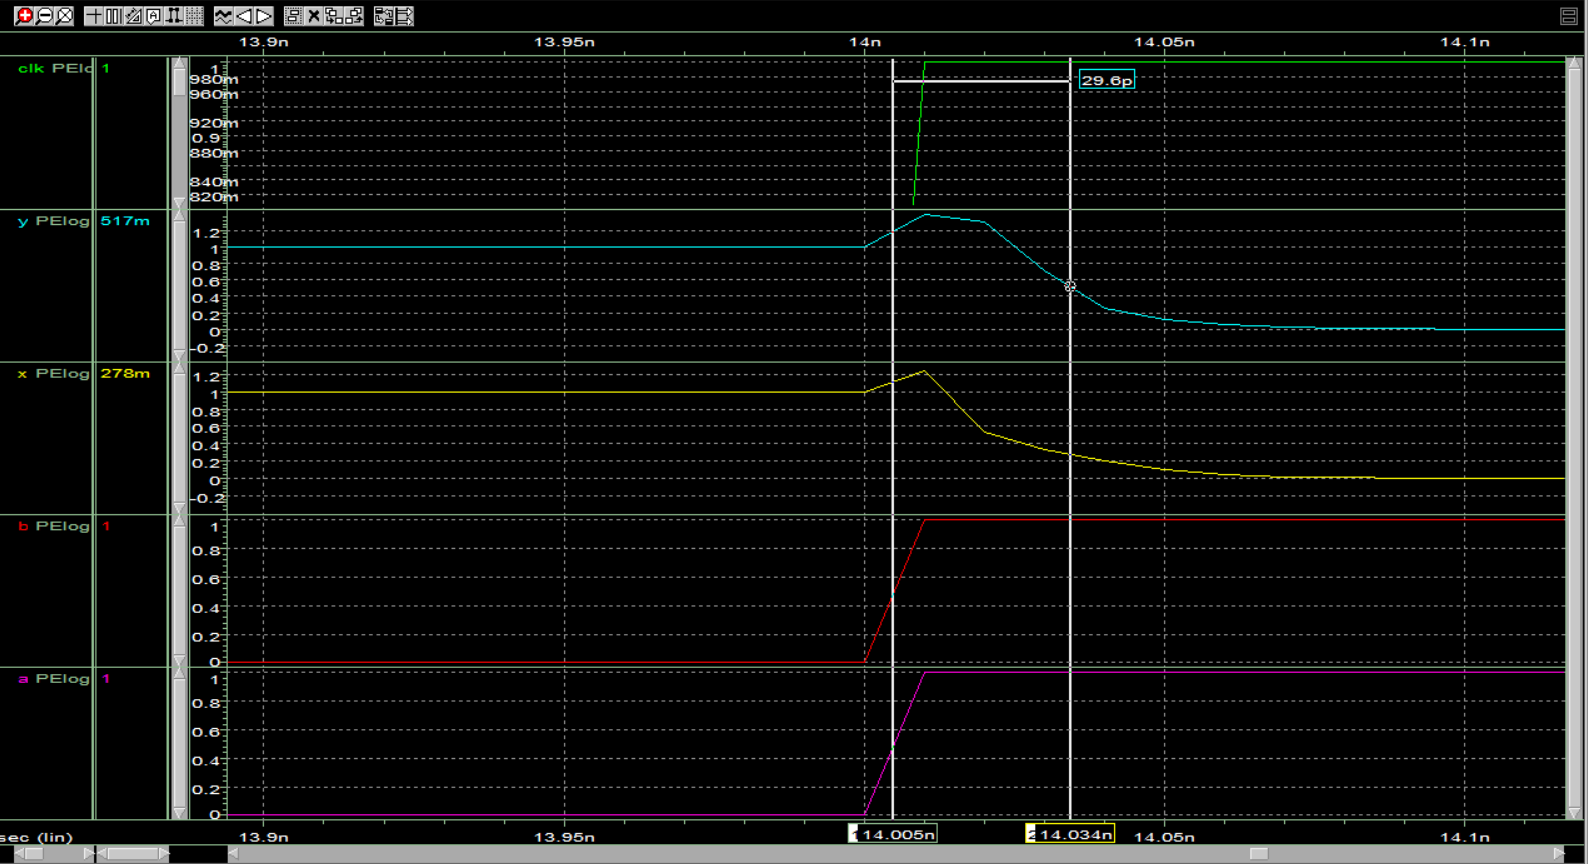 13.9n 13.95n 14n 14.05n 14.1n
clk PElo 1
1
980m
960m
920m
0.9
880m
840m
820m
29.6p
y PElog 517m
1.2
1
0.8
0.6
0.4
0.2
0
-0.2
x PElog 278m
1.2
1
0.8
0.6
0.4
0.2
0
-0.2
b PElog 1
1
0.8
0.6
0.4
0.2
0
a PElog 1
1
0.8
0.6
0.4
0.2
0
sec (lin) 13.9n 13.95n 14.005n 14.034n 14.05n 14.1n